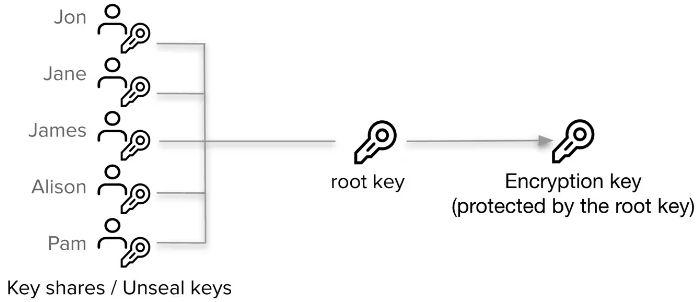 Jon
Jane
James
Alison
Pam
Key shares / Unseal keys
root key
Encryption key
(protected by the root key)